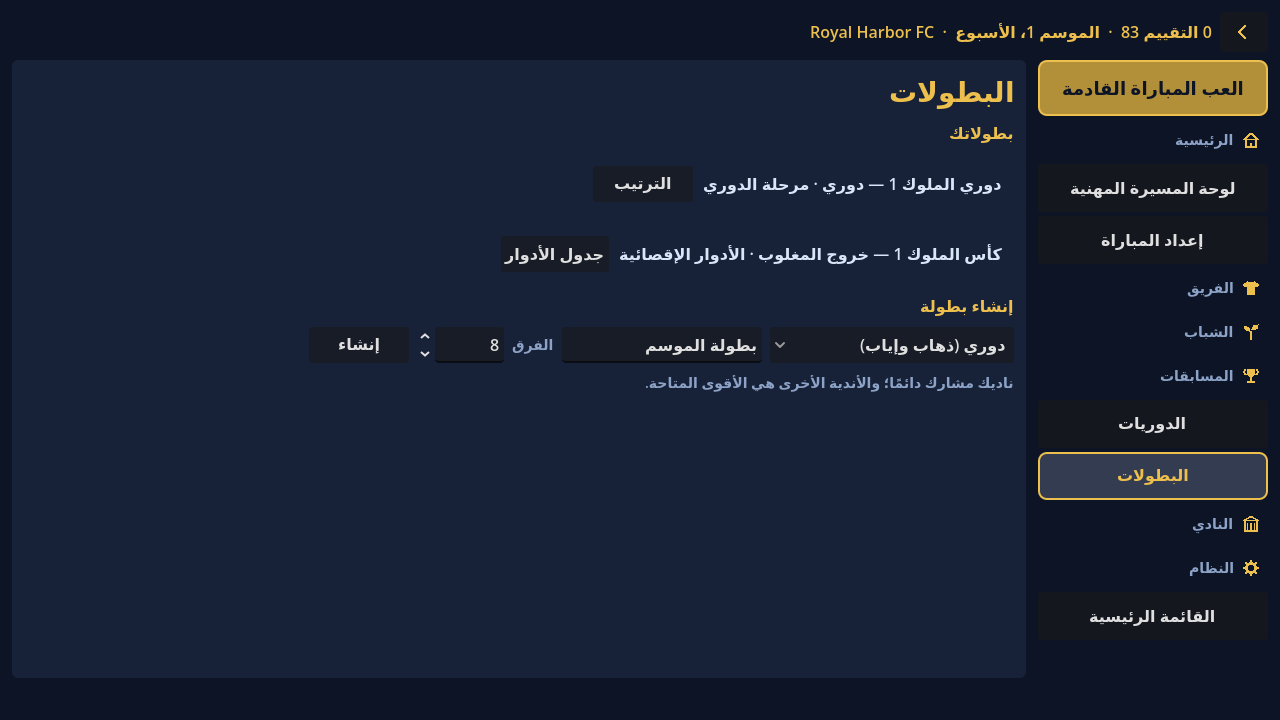 0 التقييم 83 · الموسم 1، الأسبوع · Royal Harbor FC
العب المباراة القادمة
الرئيسية
لوحة المسيرة المهنية
إعداد المباراة
الفريق
الشباب
المسابقات
الدوريات
البطولات
النادي
النظام
القائمة الرئيسية
البطولات
بطولاتك
دوري الملوك 1 — دوري · مرحلة الدوري الترتيب
كأس الملوك 1 — خروج المغلوب · الأدوار الإقصائية جدول الأدوار
إنشاء بطولة
دوري (ذهاب وإياب) بطولة الموسم الفرق 8 إنشاء
ناديك مشارك دائمًا؛ والأندية الأخرى هي الأقوى المتاحة.